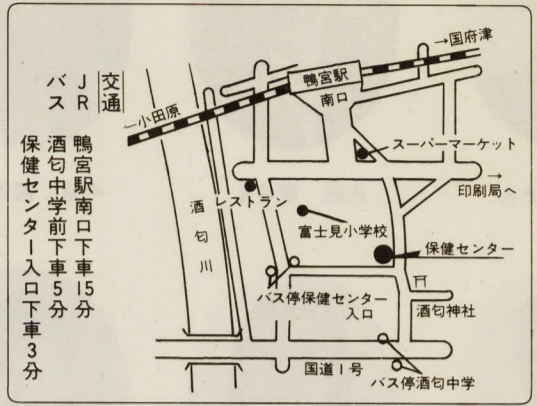 交通
JR 鴨宮駅南口下車15分
バス 酒匂中学前下車5分
保健センター入口下車3分
→国府津
鴨宮駅
南口
←小田原
スーパーマーケット
→
印刷局へ
レストラン
富士見小学校
酒匂川
保健センター
バス停保健センター
入口
酒匂神社
国道1号
バス停酒匂中学